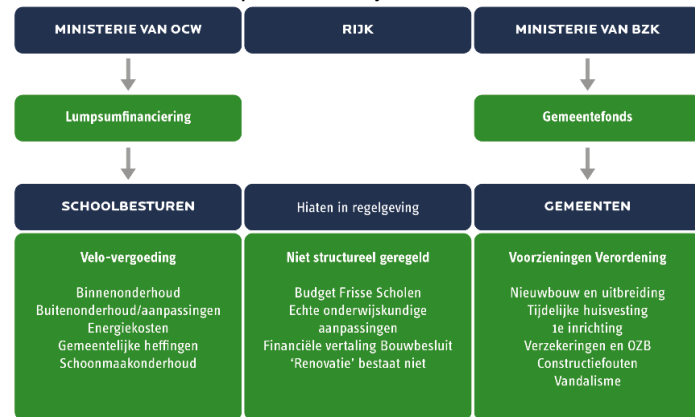 MINISTERIE VAN OCW
RIJK
MINISTERIE VAN BZK
Lumpsumfinanciering
Gemeentefonds
SCHOOLBESTUREN
Hiaten in regelgeving
GEMEENTEN
Velo-vergoeding
Binnenonderhoud
Buitenonderhoud/aanpassingen
Energiekosten
Gemeentelijke heffingen
Schoonmaakonderhoud
Niet structureel geregeld
Budget Frisse Scholen
Echte onderwijskundige
aanpassingen
Financiële vertaling Bouwbesluit
‘Renovatie’ bestaat niet
Voorzieningen Verordening
Nieuwbouw en uitbreiding
Tijdelijke huisvesting
1e inrichting
Verzekeringen en OZB
Constructiefouten
Vandalisme